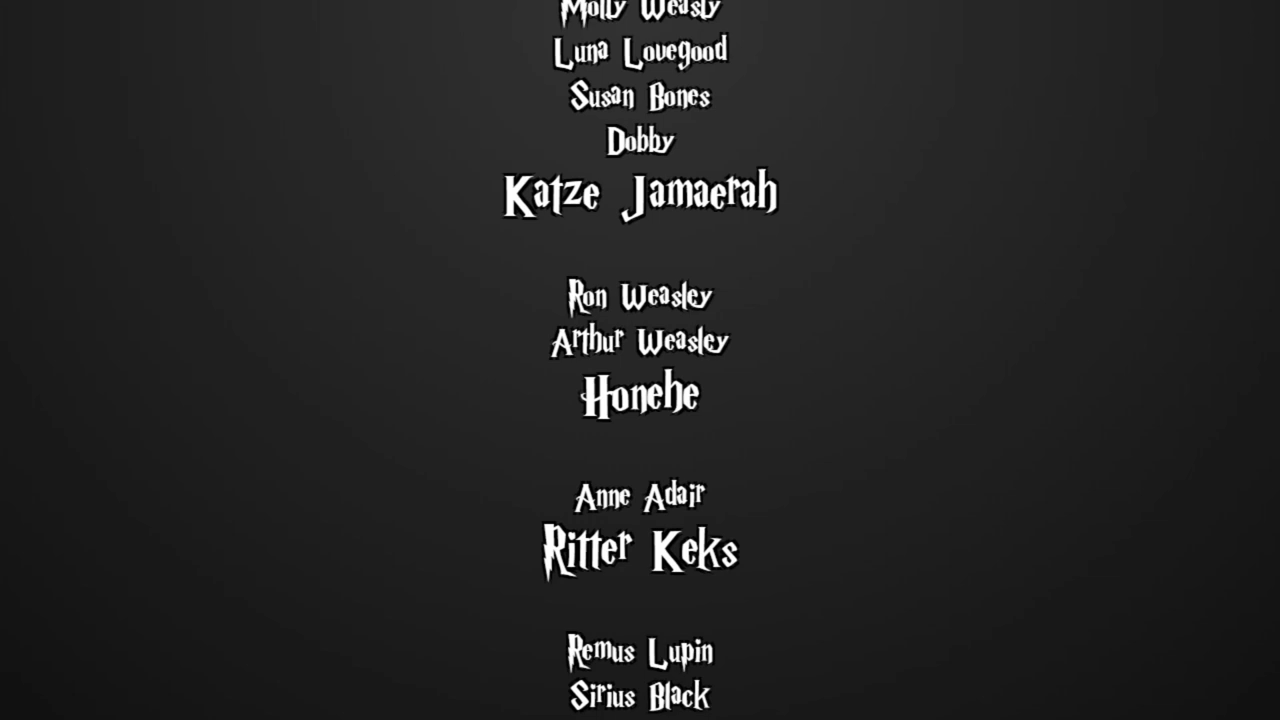 Molly Weasly
Luna Lovegood
Susan Bones
Dobby
Katze Jamaerah
Ron Weasley
Arthur Weasley
Honehe
Anne Adair
Ritter Keks
Remus Lupin
Sirius Black